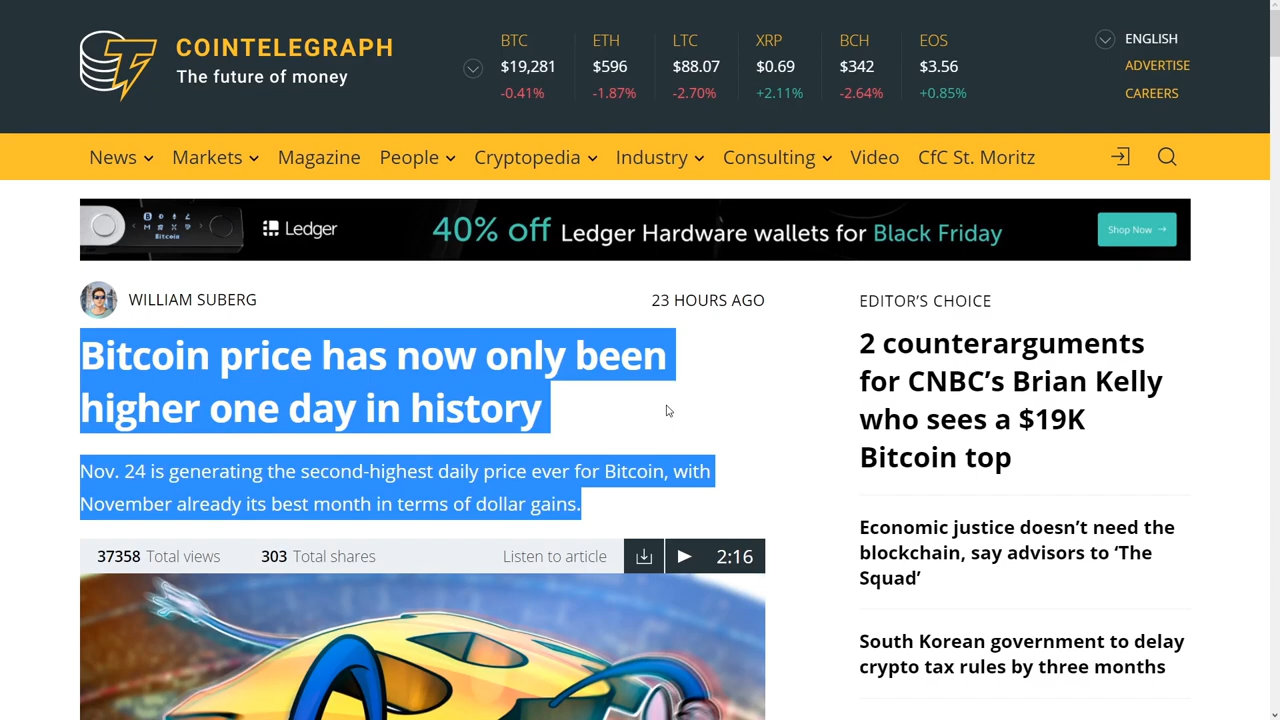 COINTELEGRAPH
The future of money
BTC
$19,281
-0.41%
ETH
$596
-1.87%
LTC
$88.07
-2.70%
XRP
$0.69
+2.11%
BCH
$342
-2.64%
EOS
$3.56
+0.85%
ENGLISH
ADVERTISE
CAREERS
News Markets Magazine People Cryptopedia Industry Consulting Video CfC St. Moritz
Bitcoin
Ledger
40% off Ledger Hardware wallets for Black Friday
Shop Now →
WILLIAM SUBERG
23 HOURS AGO
Bitcoin price has now only been
higher one day in history
Nov. 24 is generating the second-highest daily price ever for Bitcoin, with
November already its best month in terms of dollar gains.
37358 Total views
303 Total shares
Listen to article
2:16
EDITOR'S CHOICE
2 counterarguments
for CNBC's Brian Kelly
who sees a $19K
Bitcoin top
Economic justice doesn't need the
blockchain, say advisors to ‘The
Squad’
South Korean government to delay
crypto tax rules by three months